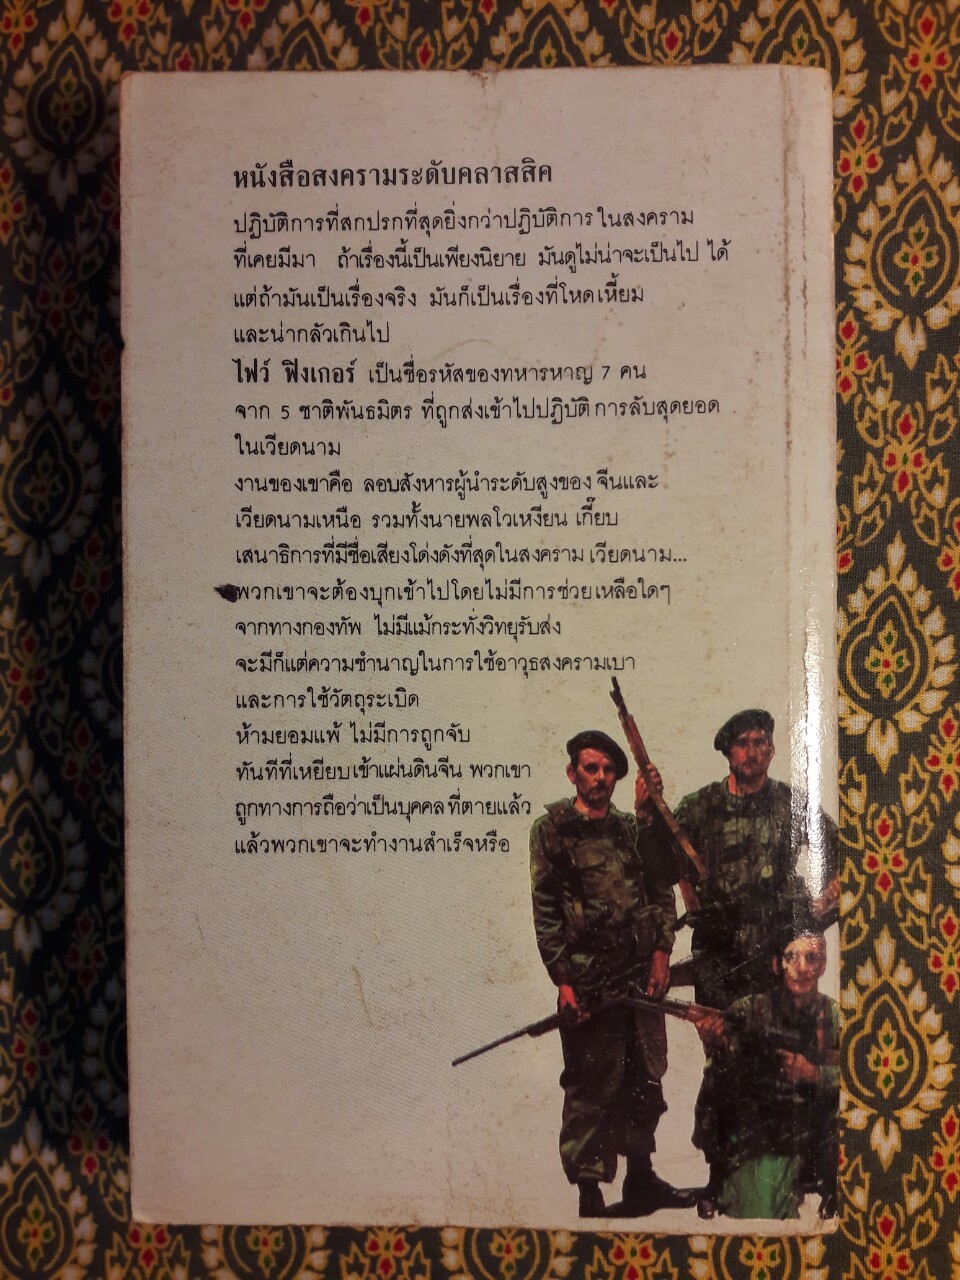 หนังสือสงครามระดับคลาสสิค
ปฏิบัติการที่สกปรกที่สุดยิ่งกว่าปฏิบัติการ ในสงคราม
ที่เคยมีมา ถ้าเรื่องนี้เป็นเพียงนิยาย มันดูไม่น่าจะเป็นไป ได้
แต่ถ้ามันเป็นเรื่องจริง มันก็เป็นเรื่องที่โหด เหี้ยม
และน่ากลัวเกินไป
ไฟว์ ฟิงเกอร์ เป็นชื่อรหัสของทหารหาญ 7 คน
จาก 5 ชาติพันธมิตร ที่ถูกส่งเข้าไปปฏิบัติ การลับสุดยอด
ในเวียดนาม
งานของเขาคือ ลอบสังหารผู้นำระดับสูงของ จีนและ
เวียดนามเหนือ รวมทั้งนายพลโวเหงียน เกี๊ยบ
เสนาธิการที่มีชื่อเสียงโด่งดังที่สุดในสงคราม เวียดนาม...
พวกเขาจะต้องบุกเข้าไปโดยไม่มีการช่วย เหลือใดๆ
จากทางกองทัพ ไม่มีแม้กระทั่งวิทยุรับส่ง
จะมีก็แต่ความชำนาญในการใช้อาวุธสงครามเบา
และการใช้วัตถุระเบิด
ห้ามยอมแพ้ ไม่มีการถูกจับ
ทันทีที่เหยียบเข้าแผ่นดินจีน พวกเขา
ถูกทางการถือว่าเป็นบุคคล ที่ตายแล้ว
แล้วพวกเขาจะทำงานสำเร็จหรือ